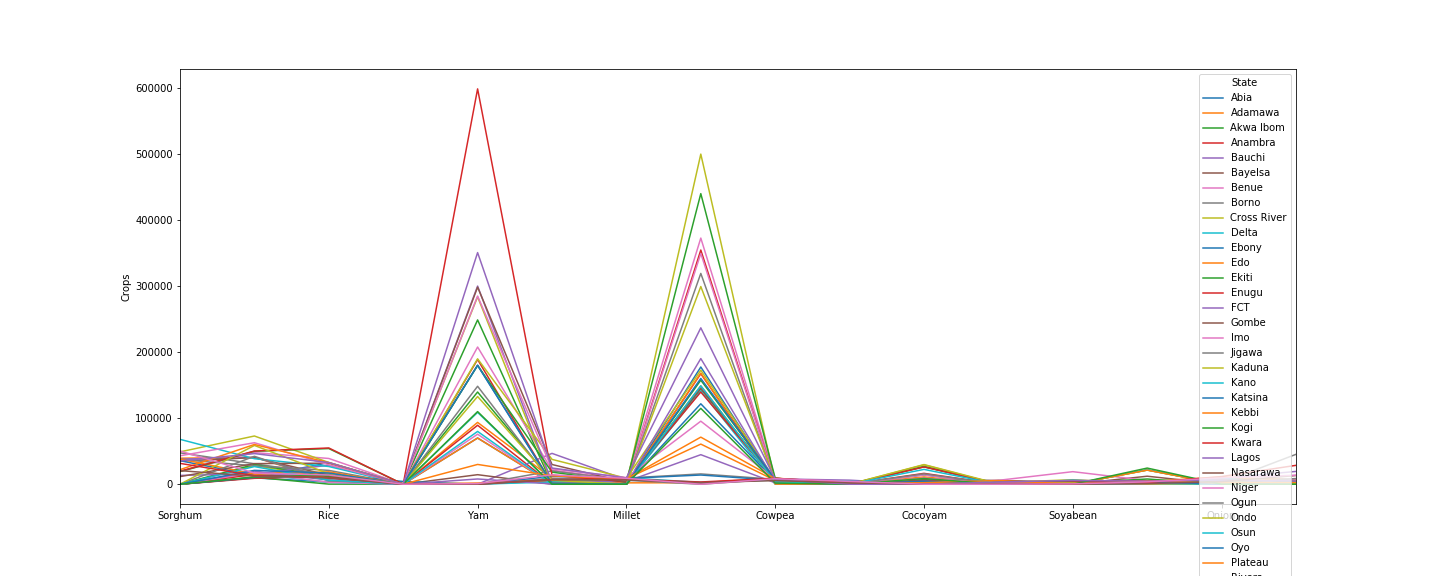 600000
500000
400000
300000
200000
100000
0
Crops
Sorghum
Rice
Yam
Millet
Cowpea
Cocoyam
Soyabean
Onion
State
Abia
Adamawa
Akwa Ibom
Anambra
Bauchi
Bayelsa
Benue
Borno
Cross River
Delta
Ebony
Edo
Ekiti
Enugu
FCT
Gombe
Imo
Jigawa
Kaduna
Kano
Katsina
Kebbi
Kogi
Kwara
Lagos
Nasarawa
Niger
Ogun
Ondo
Osun
Oyo
Plateau